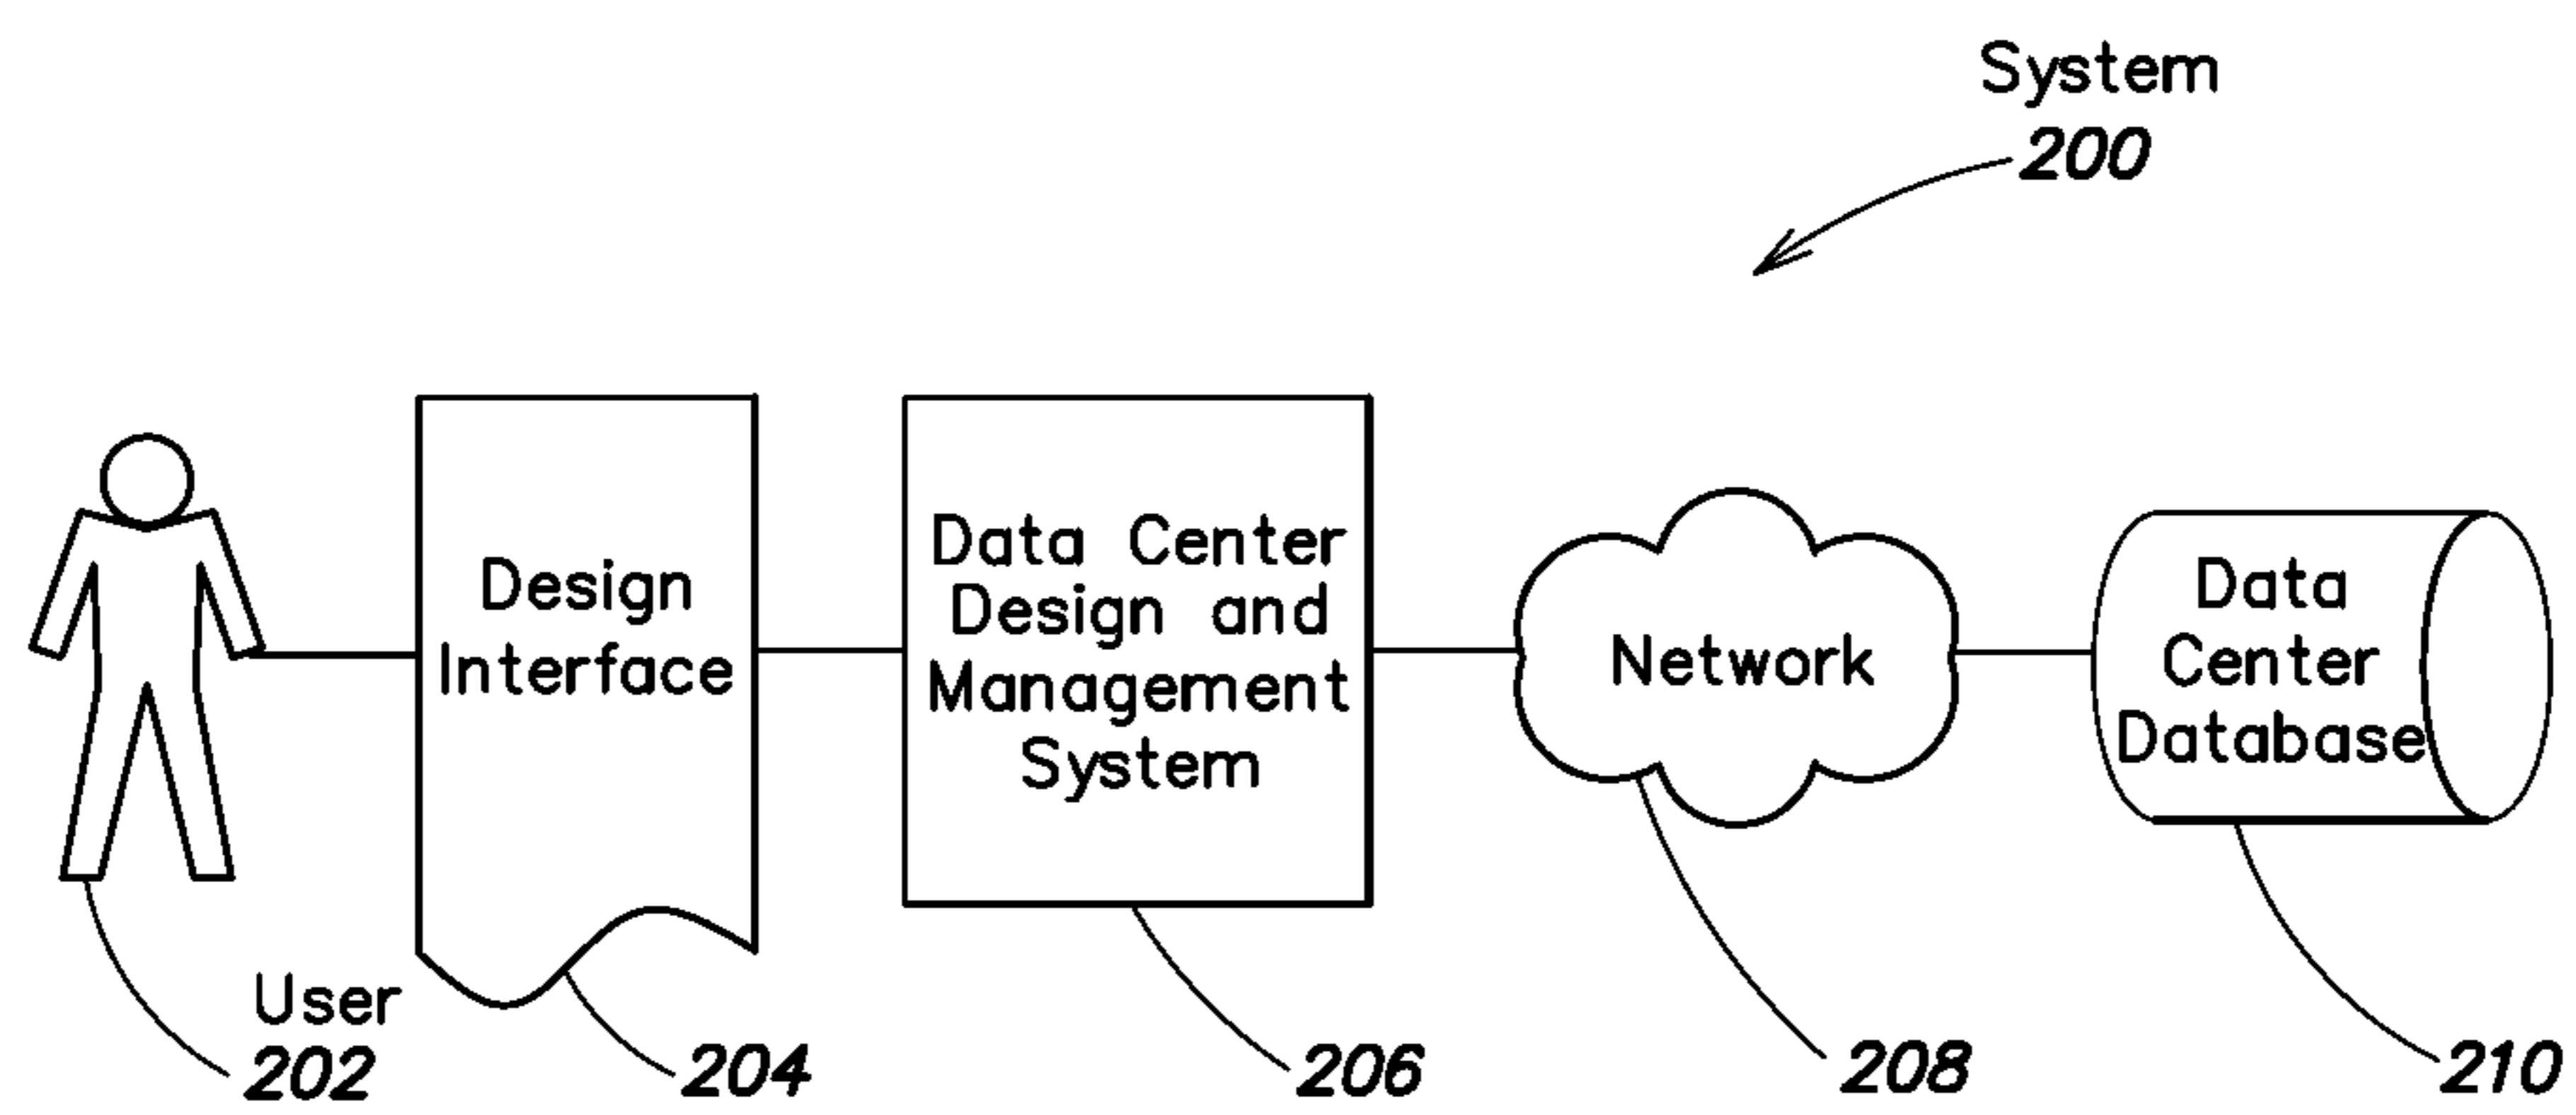 System
200
Design
Interface
Data Center
Design and
Management
System
Network
Data
Center
Database
User
202
204
206
208
210